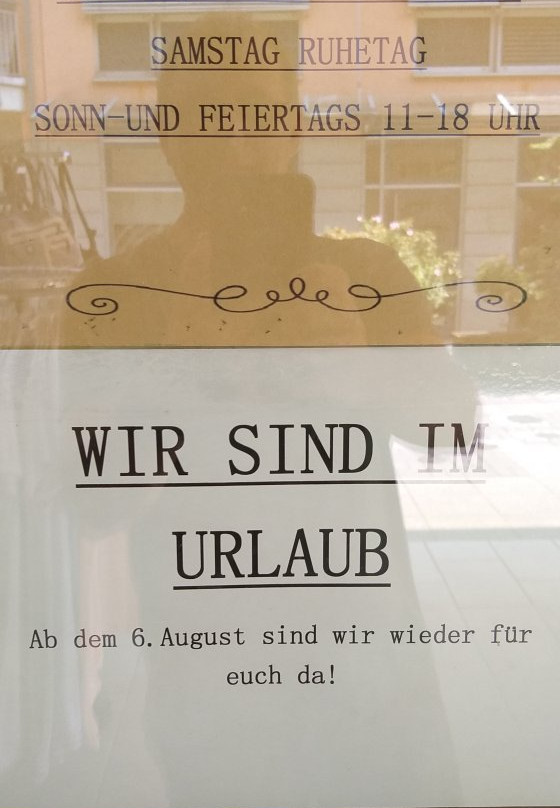 SAMSTAG RUHETAG
SONN-UND FEIERTAGS 11-18 UHR
WIR SIND IM
URLAUB
Ab dem 6.August sind wir wieder für
euch da!